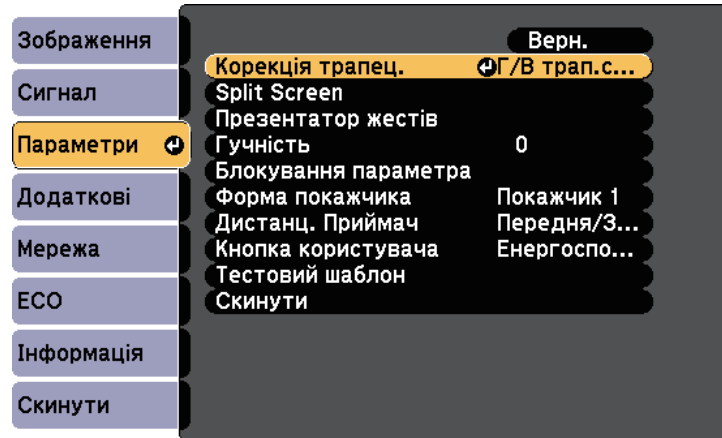 Зображення
Сигнал
Параметри
Додаткові
Мережа
ECO
Інформація
Скинути
Верн.
Корекція трапец. Г/В трап.с...
Split Screen
Презентатор жестів
Гучність 0
Блокування параметра
Форма покажчика Покажчик 1
Дистанц. Приймач Передня/З...
Кнопка користувача Енергоспо...
Тестовий шаблон
Скинути